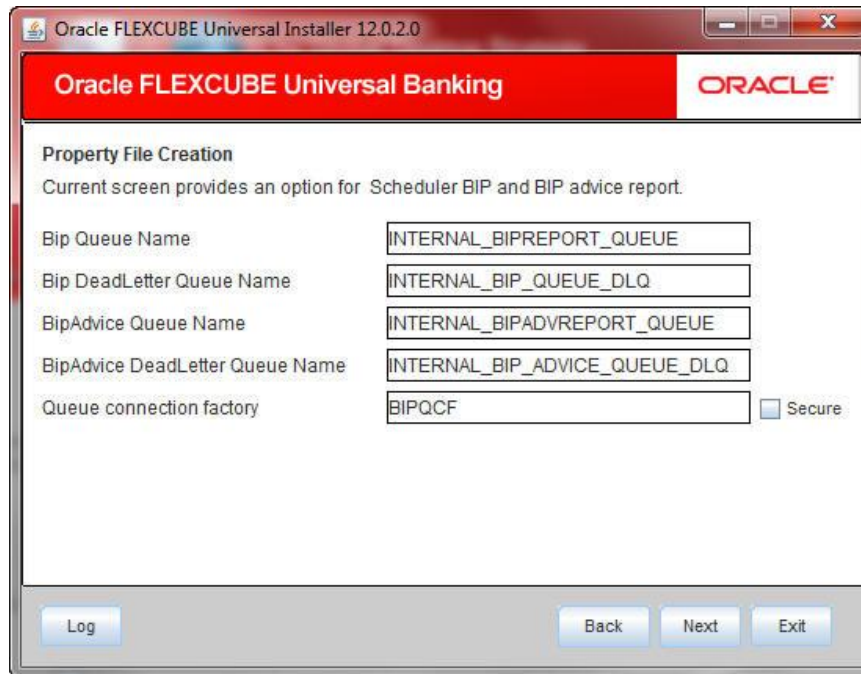 Oracle FLEXCUBE Universal Installer 12.0.2.0
Oracle FLEXCUBE Universal Banking
ORACLE
Property File Creation
Current screen provides an option for Scheduler BIP and BIP advice report.
Bip Queue Name INTERNAL_BIPREPORT_QUEUE
Bip DeadLetter Queue Name INTERNAL_BIP_QUEUE_DLQ
BipAdvice Queue Name INTERNAL_BIPADVREPORT_QUEUE
BipAdvice DeadLetter Queue Name INTERNAL_BIP_ADVICE_QUEUE_DLQ
Queue connection factory BIPQCF Secure
Log Back Next Exit